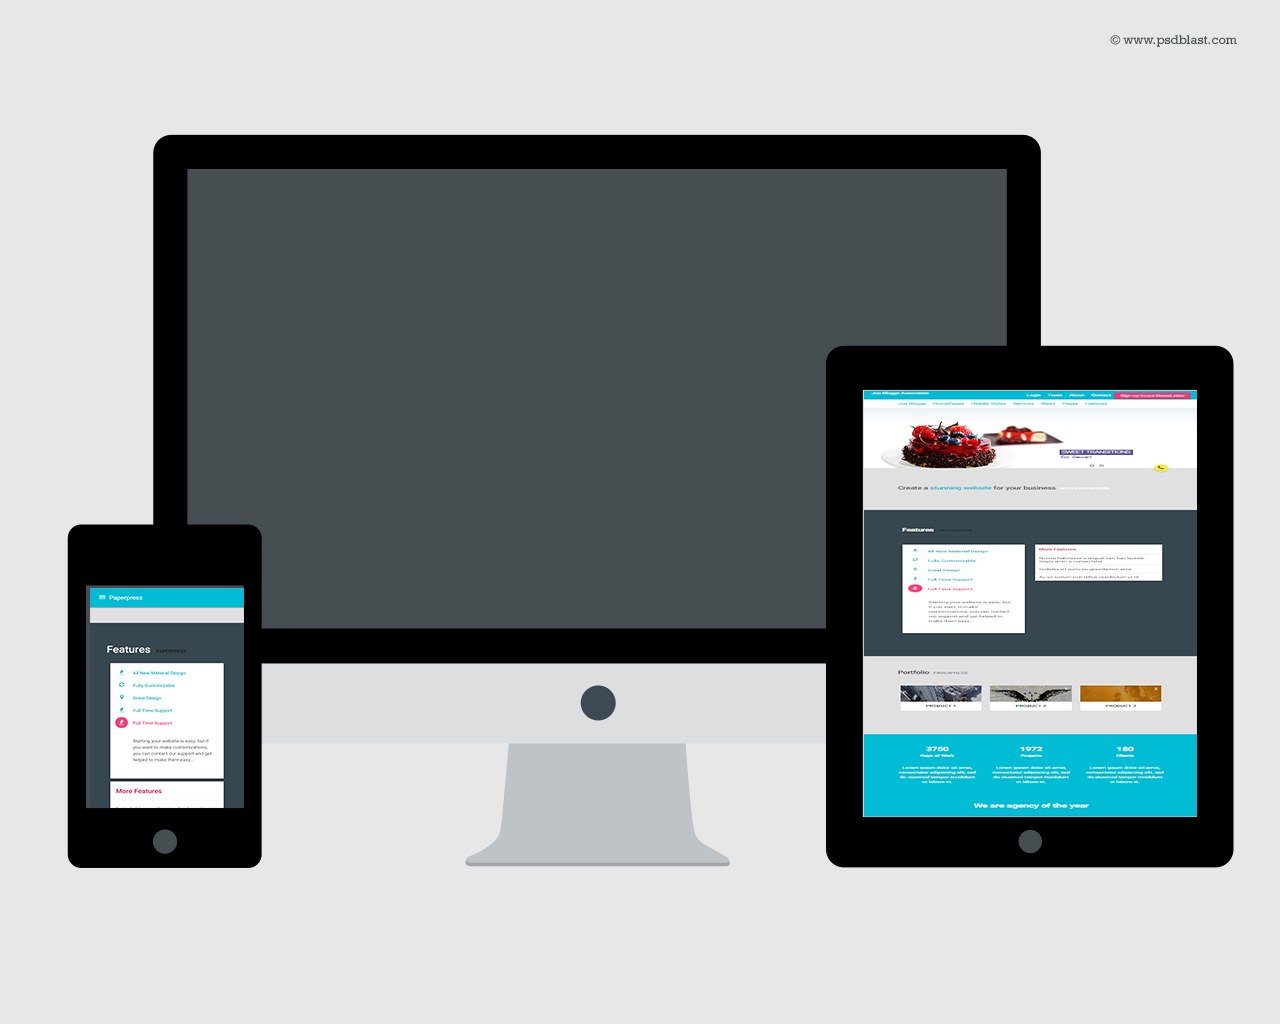 © www.psdblast.com
Joe Bloggs Associates
Login Team About Contact Sign up to our NewsLetter
Joe Bloggs HomePages Header Styles Services News Pages Features
SWEET TRANSITIONS
for dessert
Create a stunning website for your business
Features PAPERPRESS
All New Material Design
Fully Customizable
Great Design
Full Time Support
Full Time Support
Starting your website is easy, but
if you want to make
customizations, you can contact
our support and get helped to
make them easy...
More Features
Portfolio PAPERPRESS
PRODUCT 1
PRODUCT 2
PRODUCT 3
3750
Days of Work
1972
Projects
180
Clients
Lorem ipsum dolor sit amet,
consectetur adipiscing elit, sed
do eiusmod tempor incididunt
ut labore et.
Lorem ipsum dolor sit amet,
consectetur adipiscing elit, sed
do eiusmod tempor incididunt
ut labore et.
Lorem ipsum dolor sit amet,
consectetur adipiscing elit, sed
do eiusmod tempor incididunt
ut labore et.
We are agency of the year
Paperpress
Features PAPERPRESS
All New Material Design
Fully Customizable
Great Design
Full Time Support
Full Time Support
Starting your website is easy, but if
you want to make customizations,
you can contact our support and get
helped to make them easy...
More Features